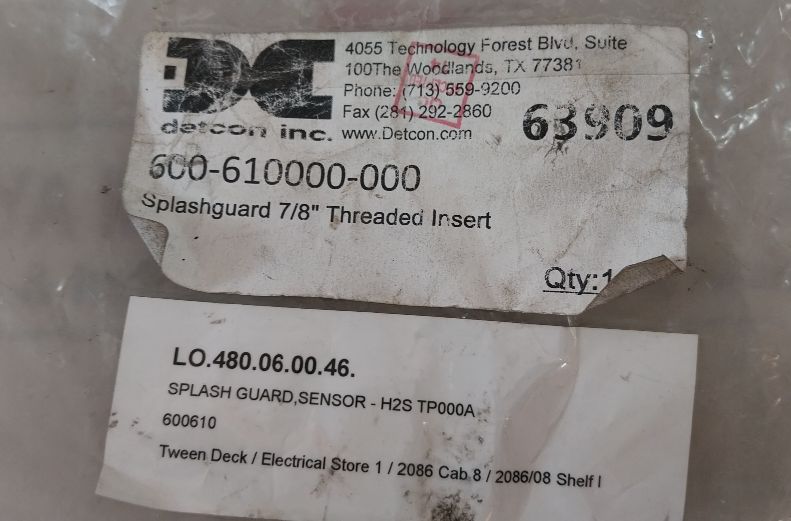 4055 Technology Forest Blvd, Suite
100The Woodlands, TX 77381
Phone: (713) 559-9200
Fax (281) 292-2860
detcon inc. www.Detcon.com
63909
600-610000-000
Splashguard 7/8" Threaded Insert
Qty:1
LO.480.06.00.46.
SPLASH GUARD,SENSOR - H2S TP000A
600610
Tween Deck / Electrical Store 1 / 2086 Cab 8 / 2086/08 Shelf I